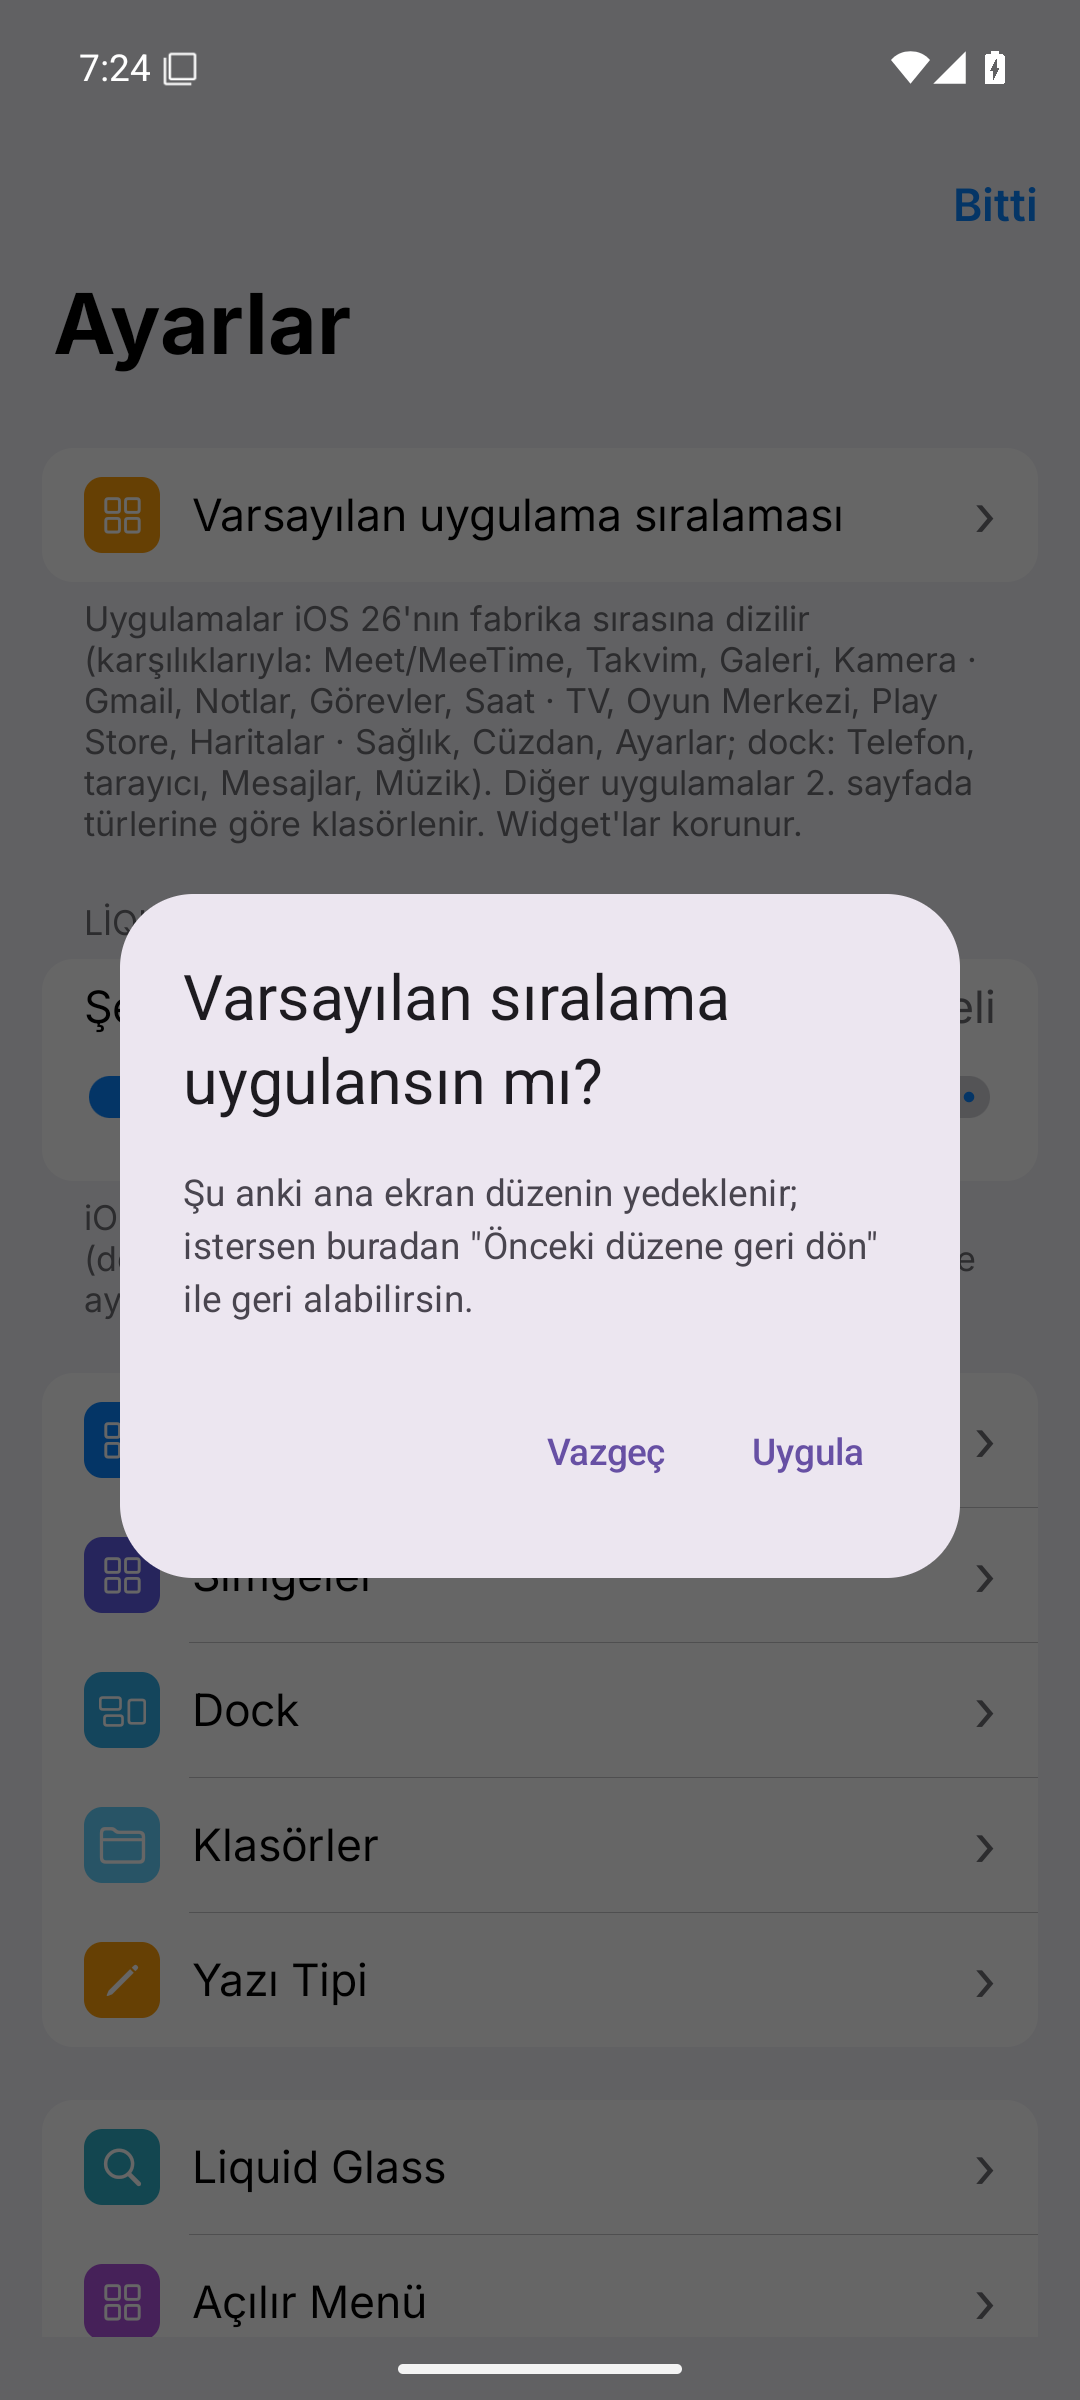 7:24
Bitti
Ayarlar
Varsayılan uygulama sıralaması
Uygulamalar iOS 26'nın fabrika sırasına dizilir
(karşılıklarıyla: Meet/MeeTime, Takvim, Galeri, Kamera ·
Gmail, Notlar, Görevler, Saat · TV, Oyun Merkezi, Play
Store, Haritalar · Sağlık, Cüzdan, Ayarlar; dock: Telefon,
tarayıcı, Mesajlar, Müzik). Diğer uygulamalar 2. sayfada
türlerine göre klasörlenir. Widget'lar korunur.
Varsayılan sıralama
uygulansın mı?
Şu anki ana ekran düzenin yedeklenir;
istersen buradan "Önceki düzene geri dön"
ile geri alabilirsin.
Vazgeç
Uygula
Simgeler
Dock
Klasörler
Yazı Tipi
Liquid Glass
Açılır Menü